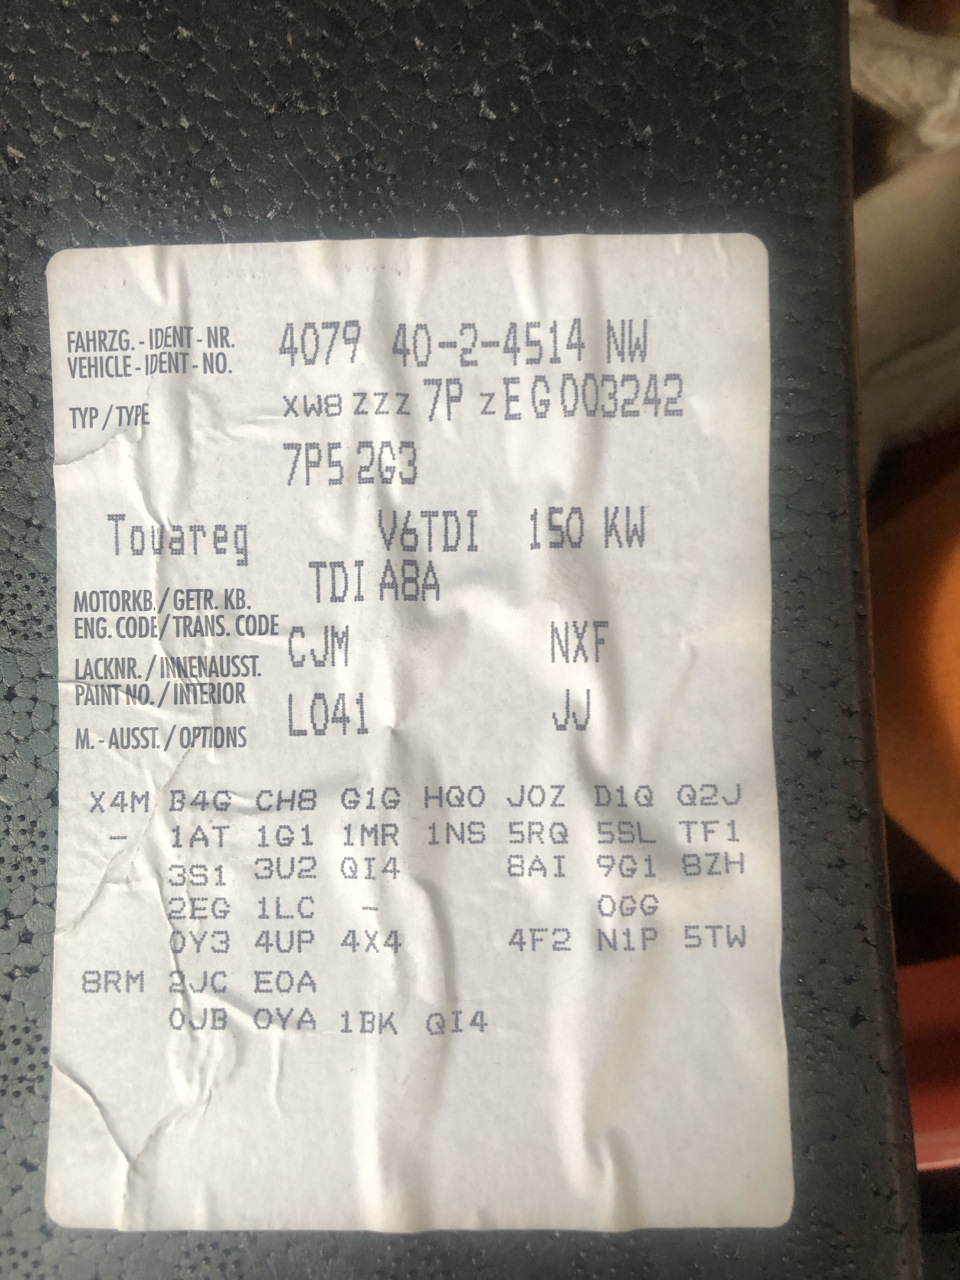 FAHRZG. - IDENT - NR. 4079 40-2-4514 NW
VEHICLE - IDENT - NO.
TYP / TYPE XW8ZZZ7PZEG003242
7P5 2G3
Touareg V6TDI 150 KW
TDI A8A
MOTORKB. / GETR. KB.
ENG. CODE / TRANS. CODE CJM NXF
LACKNR. / INNENAUSST.
PAINT NO. / INTERIOR L041 JJ
M. - AUSST. / OPTIONS
X4M B4G CH8 G1G HQ0 J0Z D1Q Q2J
- 1AT 1G1 1MR 1NS 5RQ 5SL TF1
3S1 3U2 QI4 8AI 9G1 8ZH
2EG 1LC - 0GG
0Y3 4UP 4X4 4F2 N1P 5TW
8RM 2JC E0A
0JB 0YA 1BK QI4